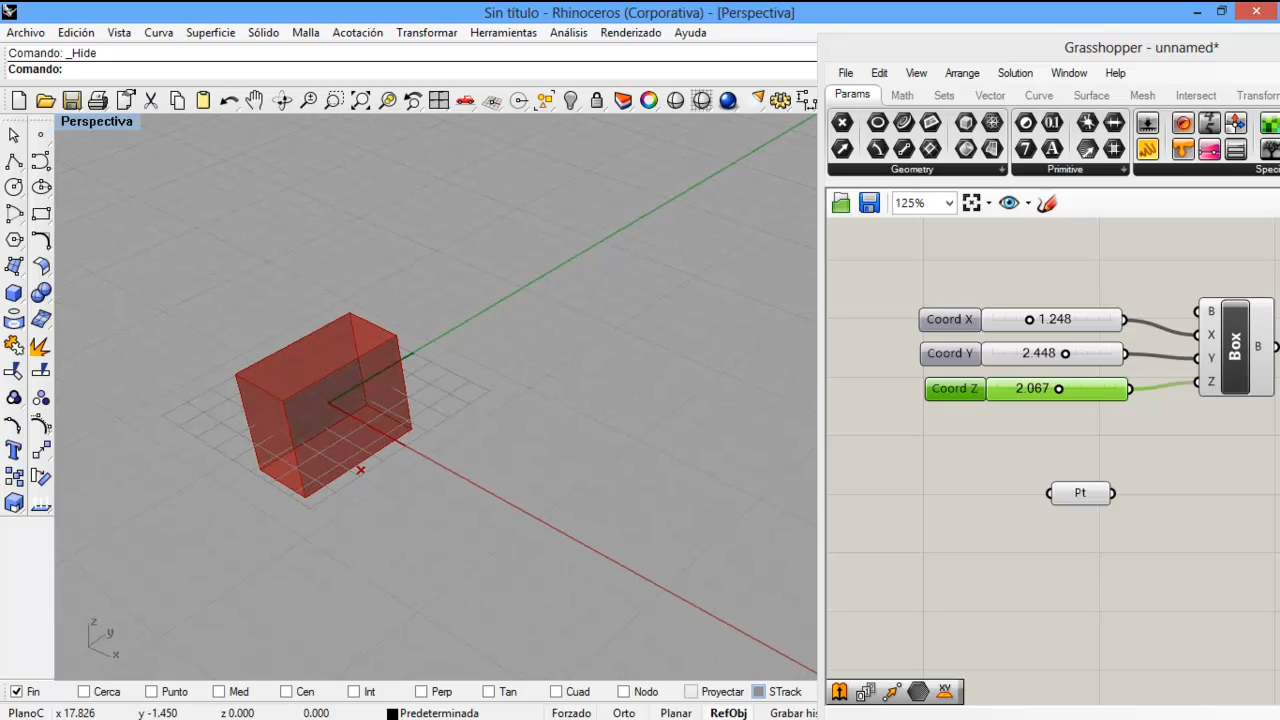 Sin título - Rhinoceros (Corporativa) - [Perspectiva]
Archivo Edición Vista Curva Superficie Sólido Malla Acotación Transformar Herramientas Análisis Renderizado Ayuda
Comando: _Hide
Comando:
Perspectiva
z
y
x
Fin Cerca Punto Med Cen Int Perp Tan Cuad Nodo Proyectar STrack
PlanoC x 17.826 y -1.450 z 0.000 0.000 Predeterminada Forzado Orto Planar RefObj Grabar his
Grasshopper - unnamed*
File Edit View Arrange Solution Window Help
Params Math Sets Vector Curve Surface Mesh Intersect Transform
Geometry Primitive Speci
125%
Coord X 1.248
Coord Y 2.448
Coord Z 2.067
B
X
Y
Z
Box
B
Pt